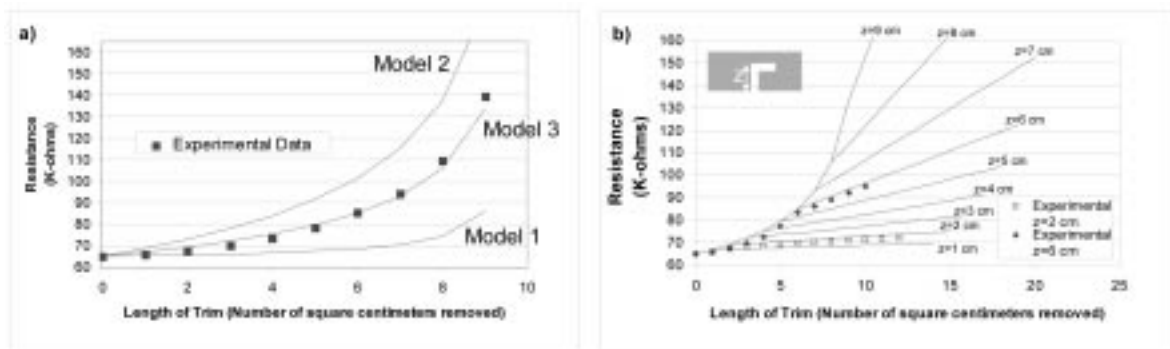 a)
160
150
140
130
120
110
100
90
80
70
60
Resistance
(K-ohms)
Model 2
Model 3
Model 1
Experimental Data
0 2 4 6 8 10
Length of Trim (Number of square centimeters removed)
b)
160
150
140
130
120
110
100
90
80
70
60
Resistance
(K-ohms)
z=9 cm
z=8 cm
z=7 cm
z=6 cm
z=5 cm
z=4 cm
z=3 cm
z=2 cm
z=1 cm
Experimental
z=2 cm
Experimental
0 5 10 15 20 25
Length of Trim (Number of square centimeters removed)